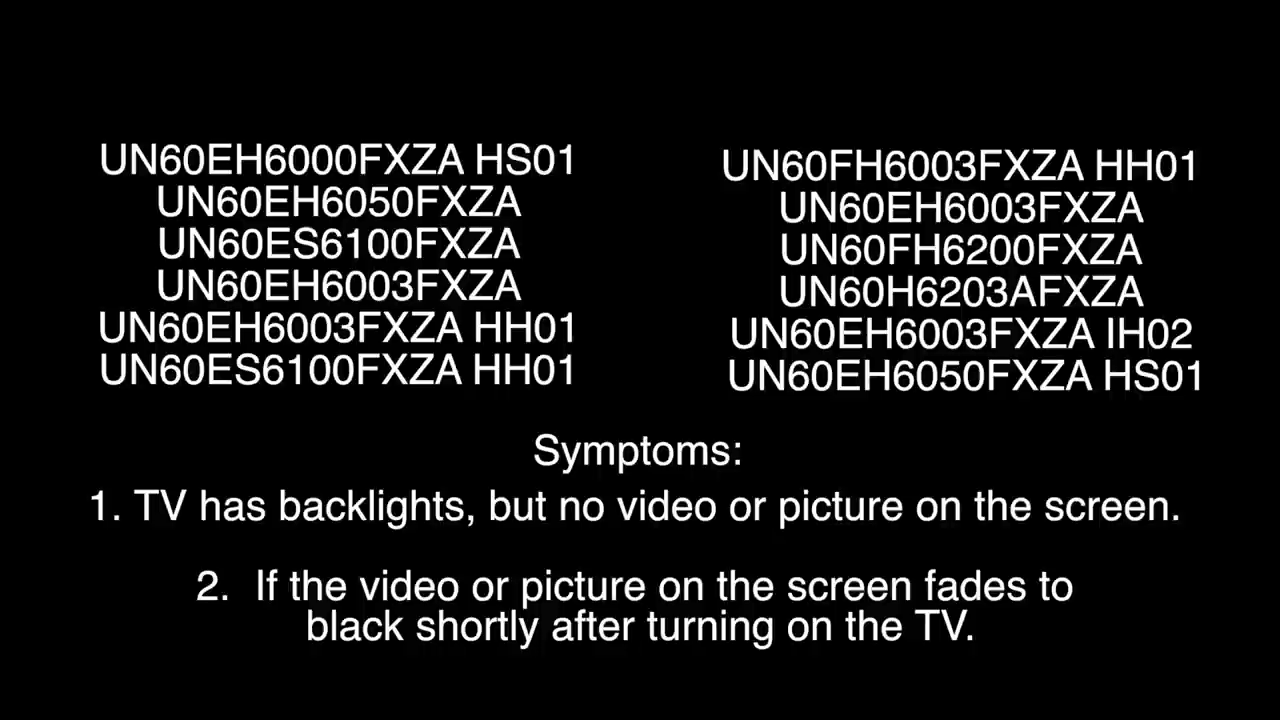 UN60EH6000FXZA HS01
UN60EH6050FXZA
UN60ES6100FXZA
UN60EH6003FXZA
UN60EH6003FXZA HH01
UN60ES6100FXZA HH01
UN60FH6003FXZA HH01
UN60EH6003FXZA
UN60FH6200FXZA
UN60H6203AFXZA
UN60EH6003FXZA IH02
UN60EH6050FXZA HS01
Symptoms:
1. TV has backlights, but no video or picture on the screen.
2. If the video or picture on the screen fades to
black shortly after turning on the TV.